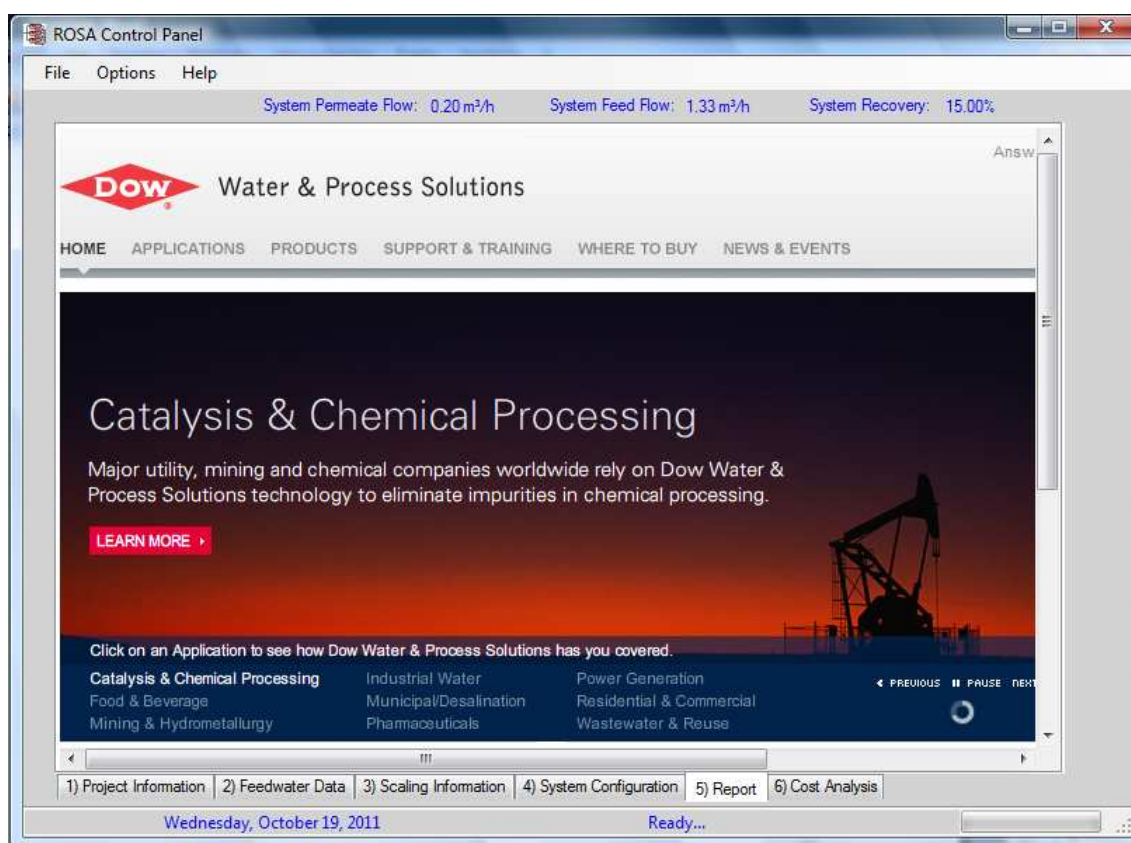 ROSA Control Panel
File Options Help
System Permeate Flow: 0.20 m³/h System Feed Flow: 1.33 m³/h System Recovery: 15.00%
Answ
DOW Water & Process Solutions
HOME APPLICATIONS PRODUCTS SUPPORT & TRAINING WHERE TO BUY NEWS & EVENTS
Catalysis & Chemical Processing
Major utility, mining and chemical companies worldwide rely on Dow Water &
Process Solutions technology to eliminate impurities in chemical processing.
LEARN MORE
Click on an Application to see how Dow Water & Process Solutions has you covered.
Catalysis & Chemical Processing Industrial Water Power Generation
Food & Beverage Municipal/Desalination Residential & Commercial
Mining & Hydrometallurgy Pharmaceuticals Wastewater & Reuse
PREVIOUS PAUSE NEXT
1) Project Information 2) Feedwater Data 3) Scaling Information 4) System Configuration 5) Report 6) Cost Analysis
Wednesday, October 19, 2011 Ready...